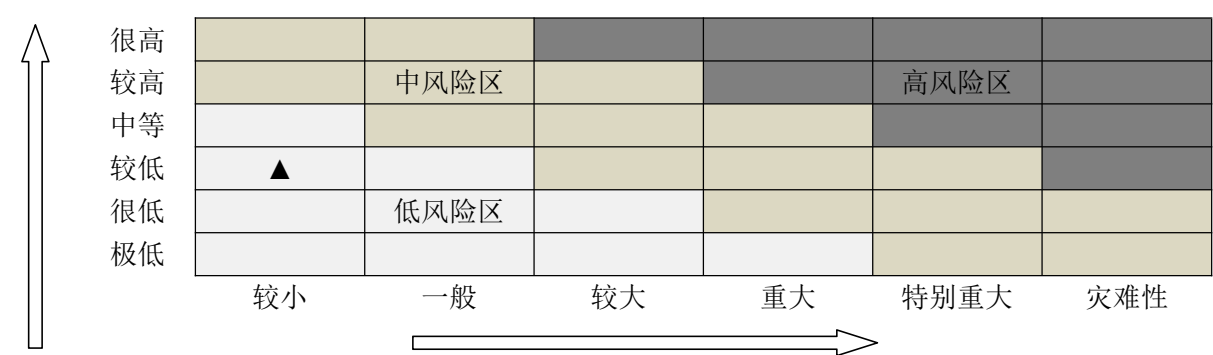 很高
较高 中风险区 高风险区
中等
较低 ▲
很低 低风险区
极低
较小 一般 较大 重大 特别重大 灾难性